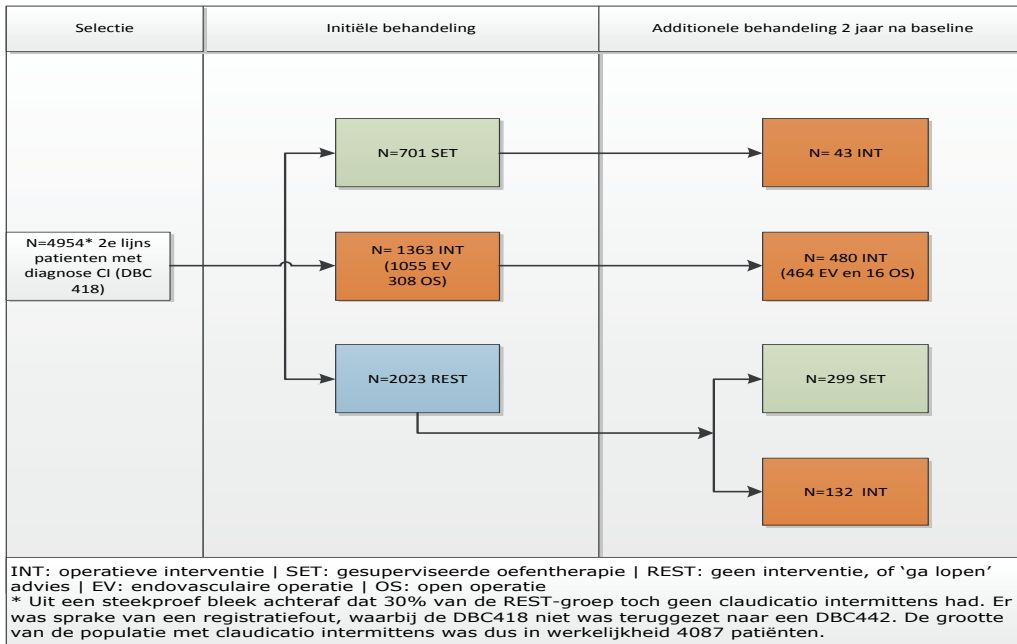 Selectie
Initiële behandeling
Additionele behandeling 2 jaar na baseline
N=701 SET
N= 43 INT
N=4954* 2e lijns
patienten met
diagnose CI (DBC
418)
N= 1363 INT
(1055 EV
308 OS)
N= 480 INT
(464 EV en 16 OS)
N=2023 REST
N=299 SET
N=132 INT
INT: operatieve interventie | SET: gesuperviseerde oefentherapie | REST: geen interventie, of ‘ga lopen’
advies | EV: endovasculaire operatie | OS: open operatie
* Uit een steekproef bleek achteraf dat 30% van de REST-groep toch geen claudicatio intermittens had. Er
was sprake van een registratiefout, waarbij de DBC418 niet was teruggezet naar een DBC442. De grootte
van de populatie met claudicatio intermittens was dus in werkelijkheid 4087 patiënten.